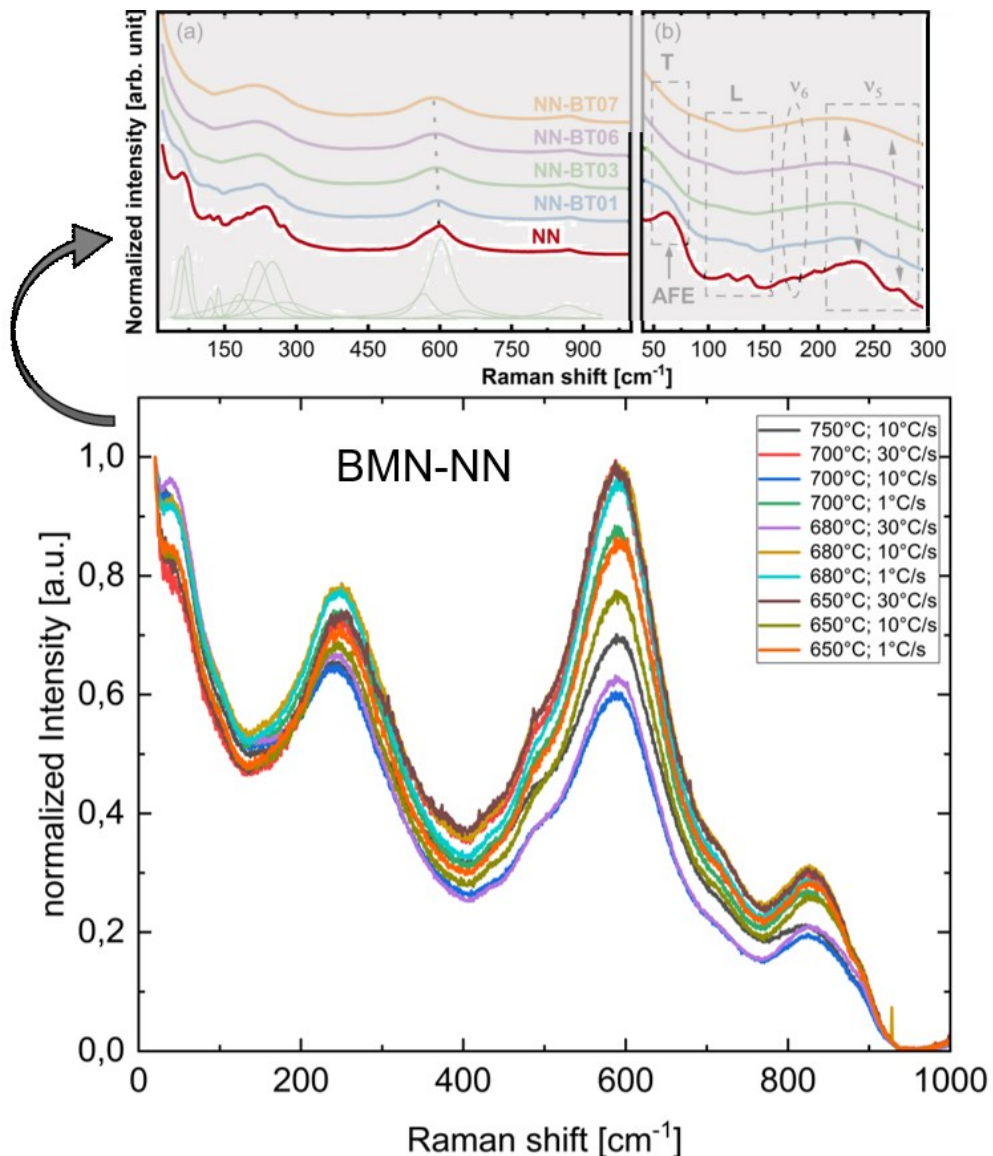 Normalized intensity [arb. unit]
(a)
NN-BT07
NN-BT06
NN-BT03
NN-BT01
NN
150 300 450 600 750 900
(b)
T
L
ν6
ν5
AFE
50 100 150 200 250 300
Raman shift [cm⁻¹]
BMN-NN
750°C; 10°C/s
700°C; 30°C/s
700°C; 10°C/s
700°C; 1°C/s
680°C; 30°C/s
680°C; 10°C/s
680°C; 1°C/s
650°C; 30°C/s
650°C; 10°C/s
650°C; 1°C/s
normalized Intensity [a.u.]
1,0
0,8
0,6
0,4
0,2
0,0
0 200 400 600 800 1000
Raman shift [cm⁻¹]